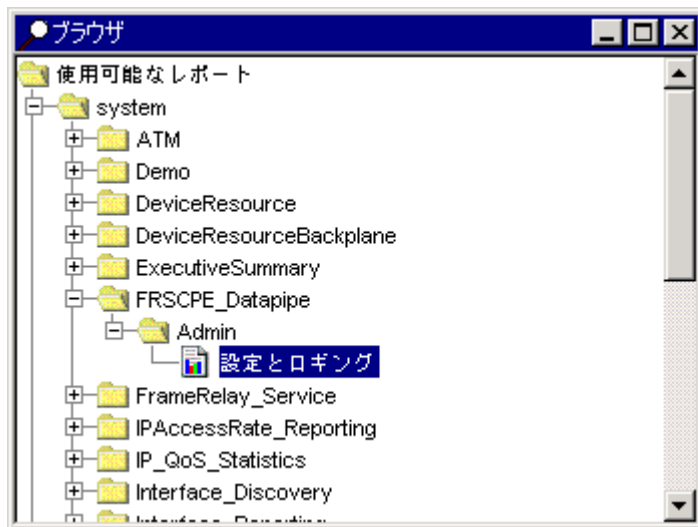 ブラウザ
使用可能なレポート
system
ATM
Demo
DeviceResource
DeviceResourceBackplane
ExecutiveSummary
FRSCPE_Datapipe
Admin
設定とロギング
FrameRelay_Service
IPAccessRate_Reporting
IP_QoS_Statistics
Interface_Discovery
Interface_Reporting